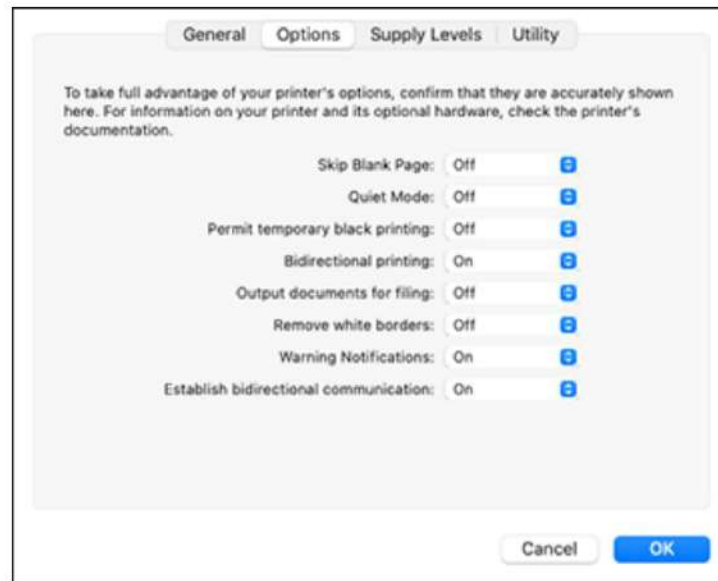 General Options Supply Levels Utility
To take full advantage of your printer's options, confirm that they are accurately shown
here. For information on your printer and its optional hardware, check the printer's
documentation.
Skip Blank Page: Off
Quiet Mode: Off
Permit temporary black printing: Off
Bidirectional printing: On
Output documents for filing: Off
Remove white borders: Off
Warning Notifications: On
Establish bidirectional communication: On
Cancel OK